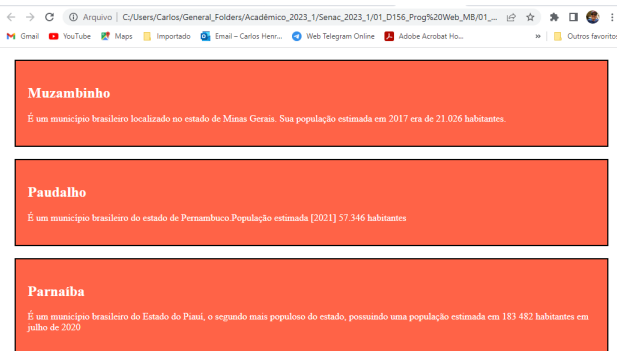 Arquivo | C:/Users/Carlos/General_Folders/Acadêmico_2023_1/Senac_2023_1/01_D156_Prog%20Web_MB/01_...
Gmail YouTube Maps Importado Email – Carlos Henr... Web Telegram Online Adobe Acrobat Ho... » Outros favoritos
Muzambinho
É um município brasileiro localizado no estado de Minas Gerais. Sua população estimada em 2017 era de 21.026 habitantes.
Paudalho
É um município brasileiro do estado de Pernambuco.População estimada [2021] 57.346 habitantes
Parnaíba
É um município brasileiro do Estado do Piauí, o segundo mais populoso do estado, possuindo uma população estimada em 183 482 habitantes em
julho de 2020